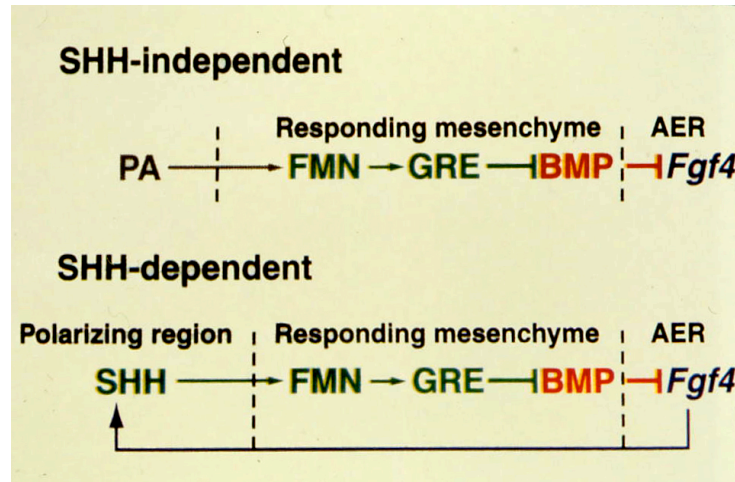 SHH-independent
Responding mesenchyme AER
PA FMN GRE BMP Fgf4
SHH-dependent
Polarizing region Responding mesenchyme AER
SHH FMN GRE BMP Fgf4